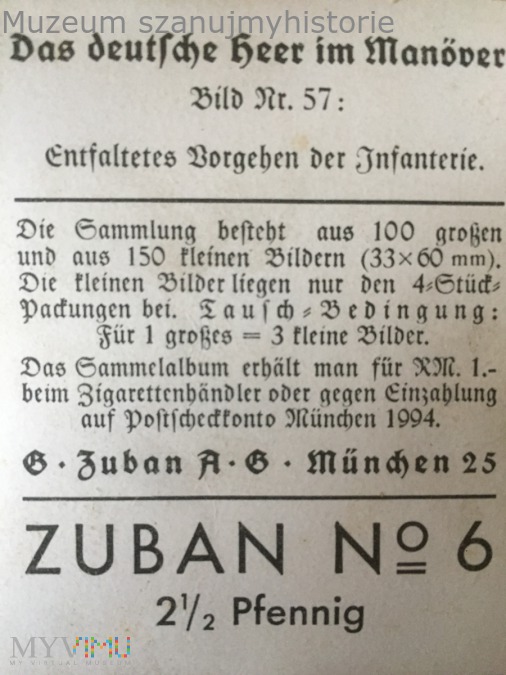 Muzeum szanujmyhistorie
Das deutsche Heer im Manöver
Bild Nr. 57:
Entfaltetes Vorgehen der Infanterie.
Die Sammlung besteht aus 100 großen
und aus 150 kleinen Bildern (33×60 mm).
Die kleinen Bilder liegen nur den 4=Stück=
Packungen bei. Tausch=Bedingung:
Für 1 großes = 3 kleine Bilder.
Das Sammelalbum erhält man für RM. 1.-
beim Zigarettenhändler oder gegen Einzahlung
auf Postscheckkonto München 1994.
G · Zuban A · G · München 25
ZUBAN Nº 6
2½ Pfennig
MYVIMU
MY VIRTUAL MUSEUM